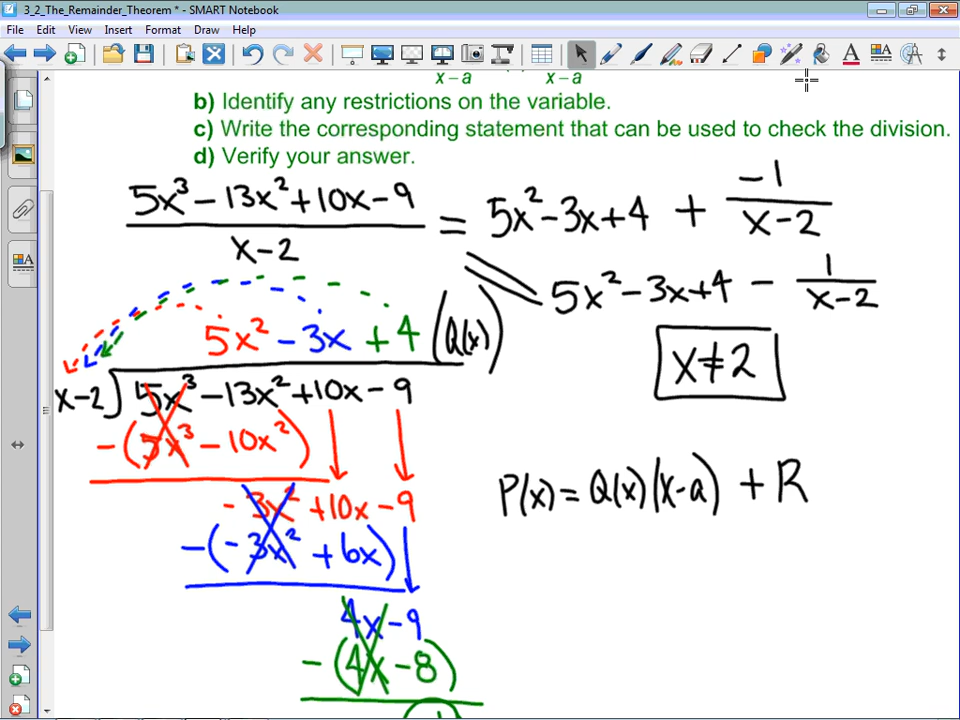 3_2_The_Remainder_Theorem * - SMART Notebook
File Edit View Insert Format Draw Help
x-a x-a
b) Identify any restrictions on the variable.
c) Write the corresponding statement that can be used to check the division.
d) Verify your answer.
5x³ - 13x² + 10x - 9
x - 2
= 5x² - 3x + 4 + -1
x - 2
5x² - 3x + 4 - 1
x - 2
x ≠ 2
5x² - 3x + 4 (Q(x))
x - 2 5x³ - 13x² + 10x - 9
- (5x³ - 10x²)
- 3x² + 10x - 9
P(x) = Q(x)(x-a) + R
- (- 3x² + 6x)
4x - 9
- (4x - 8)